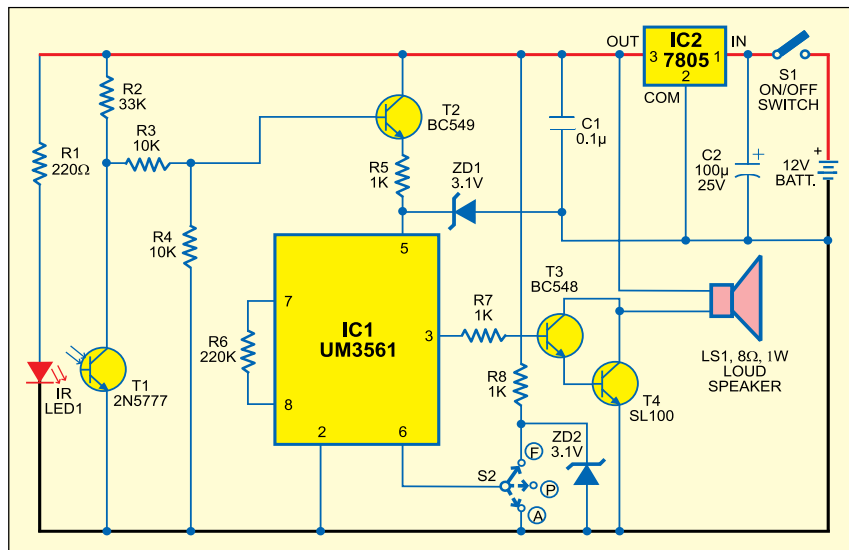 OUT
IC2
7805
3
1
2
IN
COM
S1
ON/OFF
SWITCH
R2
33K
R3
10K
T2
BC549
R1
220Ω
R5
1K
ZD1
3.1V
C1
0.1µ
C2
100µ
25V
+
12V
BATT.
+
R4
10K
5
7
R6
220K
8
IC1
UM3561
3
2
6
R7
1K
T3
BC548
R8
1K
T4
SL100
LS1, 8Ω, 1W
LOUD
SPEAKER
IR
LED1
T1
2N5777
S2
F
P
A
ZD2
3.1V